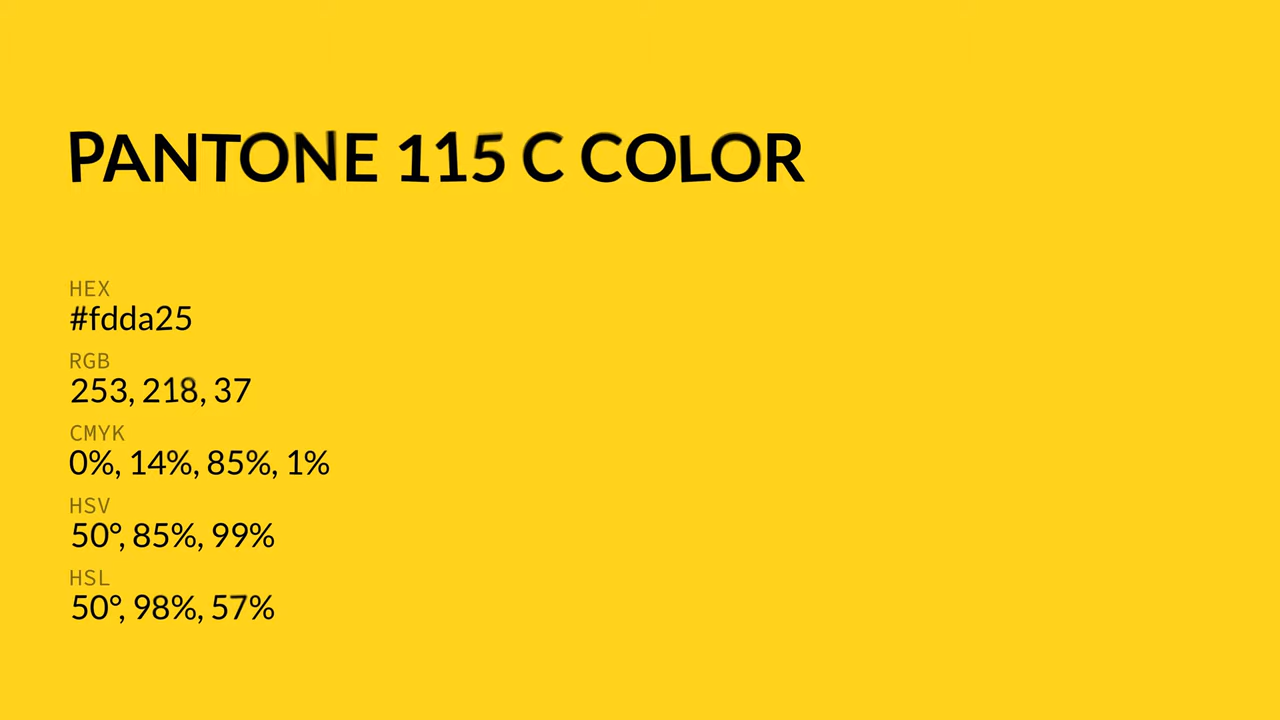 PANTONE 115 C COLOR
HEX
#fdda25
RGB
253, 218, 37
CMYK
0%, 14%, 85%, 1%
HSV
50°, 85%, 99%
HSL
50°, 98%, 57%